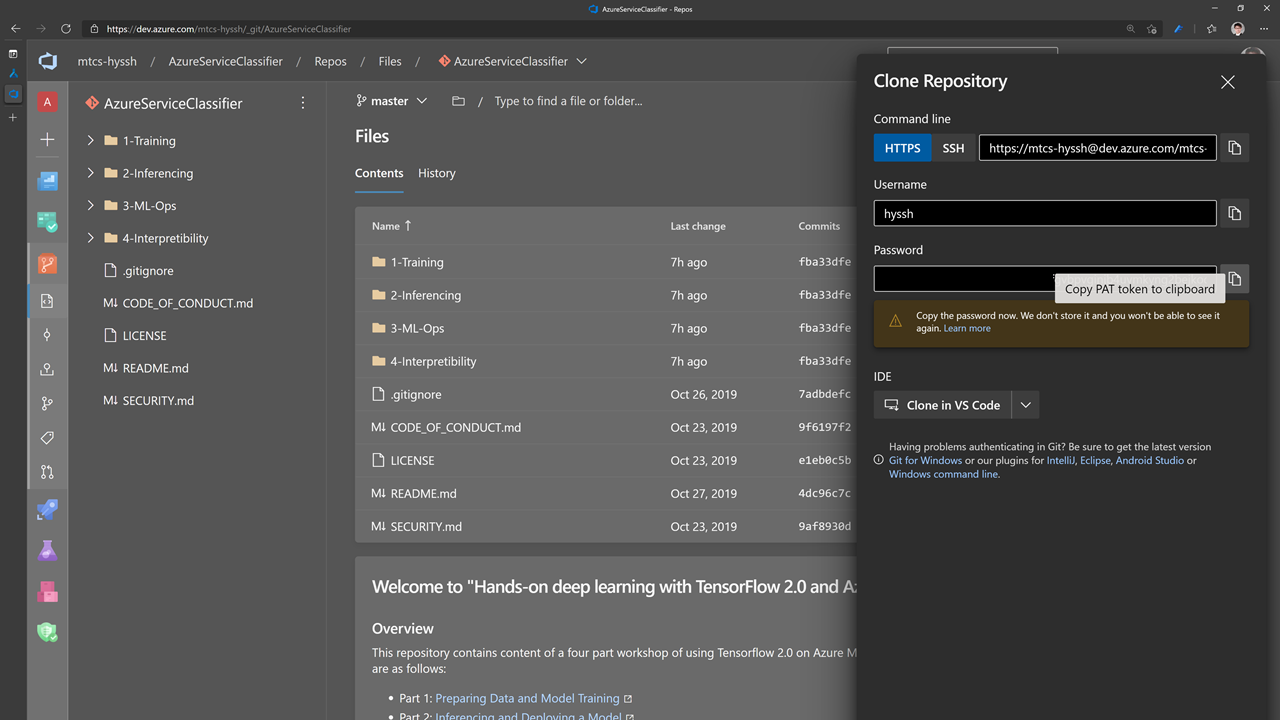 AzureServiceClassifier - Repos
https://dev.azure.com/mtcs-hyssh/_git/AzureServiceClassifier
mtcs-hyssh / AzureServiceClassifier / Repos / Files / AzureServiceClassifier
A
AzureServiceClassifier
1-Training
2-Inferencing
3-ML-Ops
4-Interpretibility
.gitignore
M↓ CODE_OF_CONDUCT.md
LICENSE
M↓ README.md
M↓ SECURITY.md
master / Type to find a file or folder...
Files
Contents History
Name ↑ Last change Commits
1-Training 7h ago fba33dfe
2-Inferencing 7h ago fba33dfe
3-ML-Ops 7h ago fba33dfe
4-Interpretibility 7h ago fba33dfe
.gitignore Oct 26, 2019 7adbdefc
M↓ CODE_OF_CONDUCT.md Oct 23, 2019 9f6197f2
LICENSE Oct 23, 2019 e1eb0c5b
M↓ README.md Oct 27, 2019 4dc96c7c
M↓ SECURITY.md Oct 23, 2019 9af8930d
Welcome to "Hands-on deep learning with TensorFlow 2.0 and
Overview
This repository contains content of a four part workshop of using Tensorflow 2.0 on Azure
are as follows:
• Part 1: Preparing Data and Model Training
• Part 2: Inferencing and Deploying a Model
Clone Repository
Command line
HTTPS SSH https://mtcs-hyssh@dev.azure.com/mtcs-
Username
hyssh
Password
Copy PAT token to clipboard
Copy the password now. We don't store it and you won't be able to see it
again. Learn more
IDE
Clone in VS Code
Having problems authenticating in Git? Be sure to get the latest version
Git for Windows or our plugins for IntelliJ, Eclipse, Android Studio or
Windows command line.